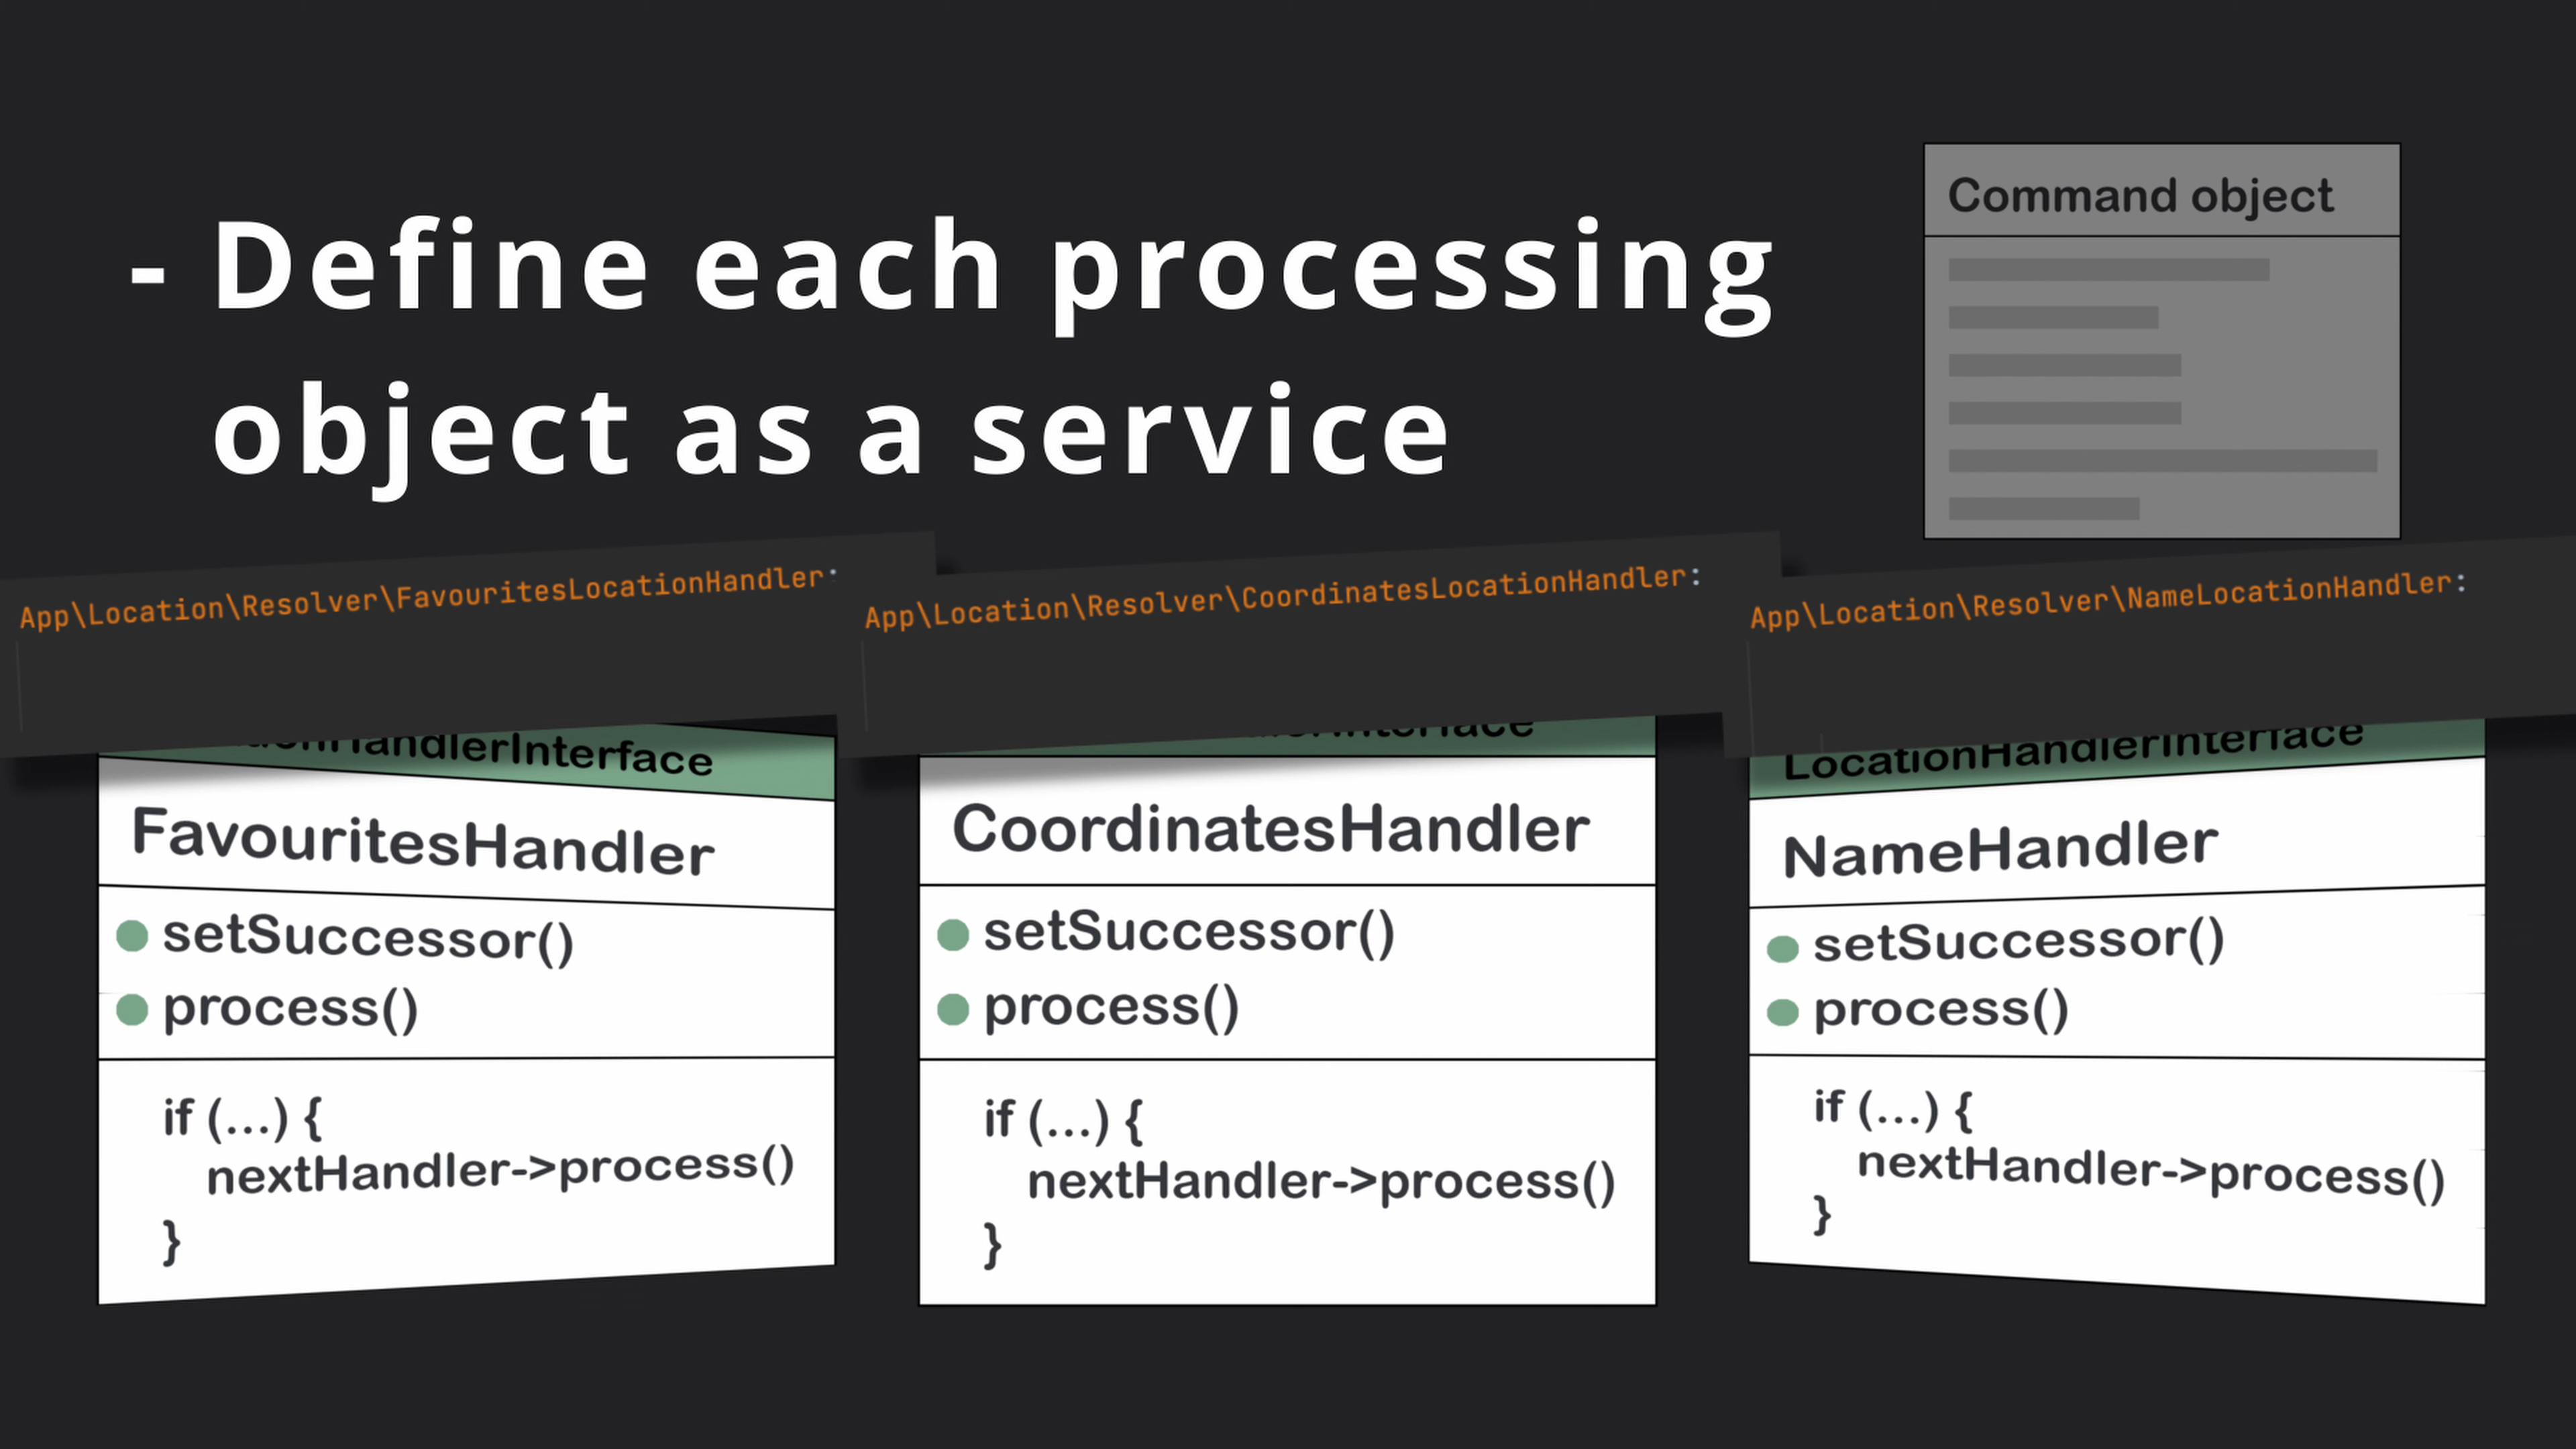 - Define each processing
object as a service
Command object
App\Location\Resolver\FavouritesLocationHandler:
App\Location\Resolver\CoordinatesLocationHandler:
App\Location\Resolver\NameLocationHandler:
HandlerInterface
FavouritesHandler
setSuccessor()
process()
if (...) {
nextHandler->process()
}
CoordinatesHandler
setSuccessor()
process()
if (...) {
nextHandler->process()
}
LocationHandlerInterface
NameHandler
setSuccessor()
process()
if (...) {
nextHandler->process()
}